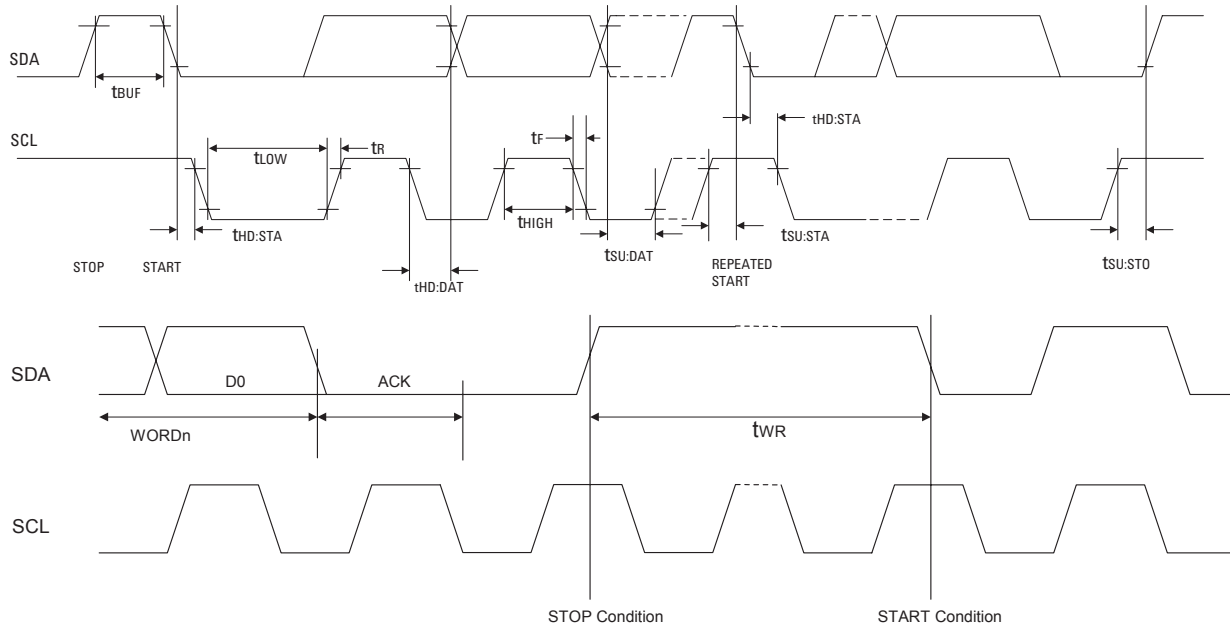 SDA
tBUF
tHD:STA
SCL
tF
tLOW
tR
tHIGH
tHD:STA
tSU:DAT
tSU:STA
tSU:STO
STOP
START
REPEATED
START
tHD:DAT
SDA
D0
ACK
WORDn
tWR
SCL
STOP Condition
START Condition